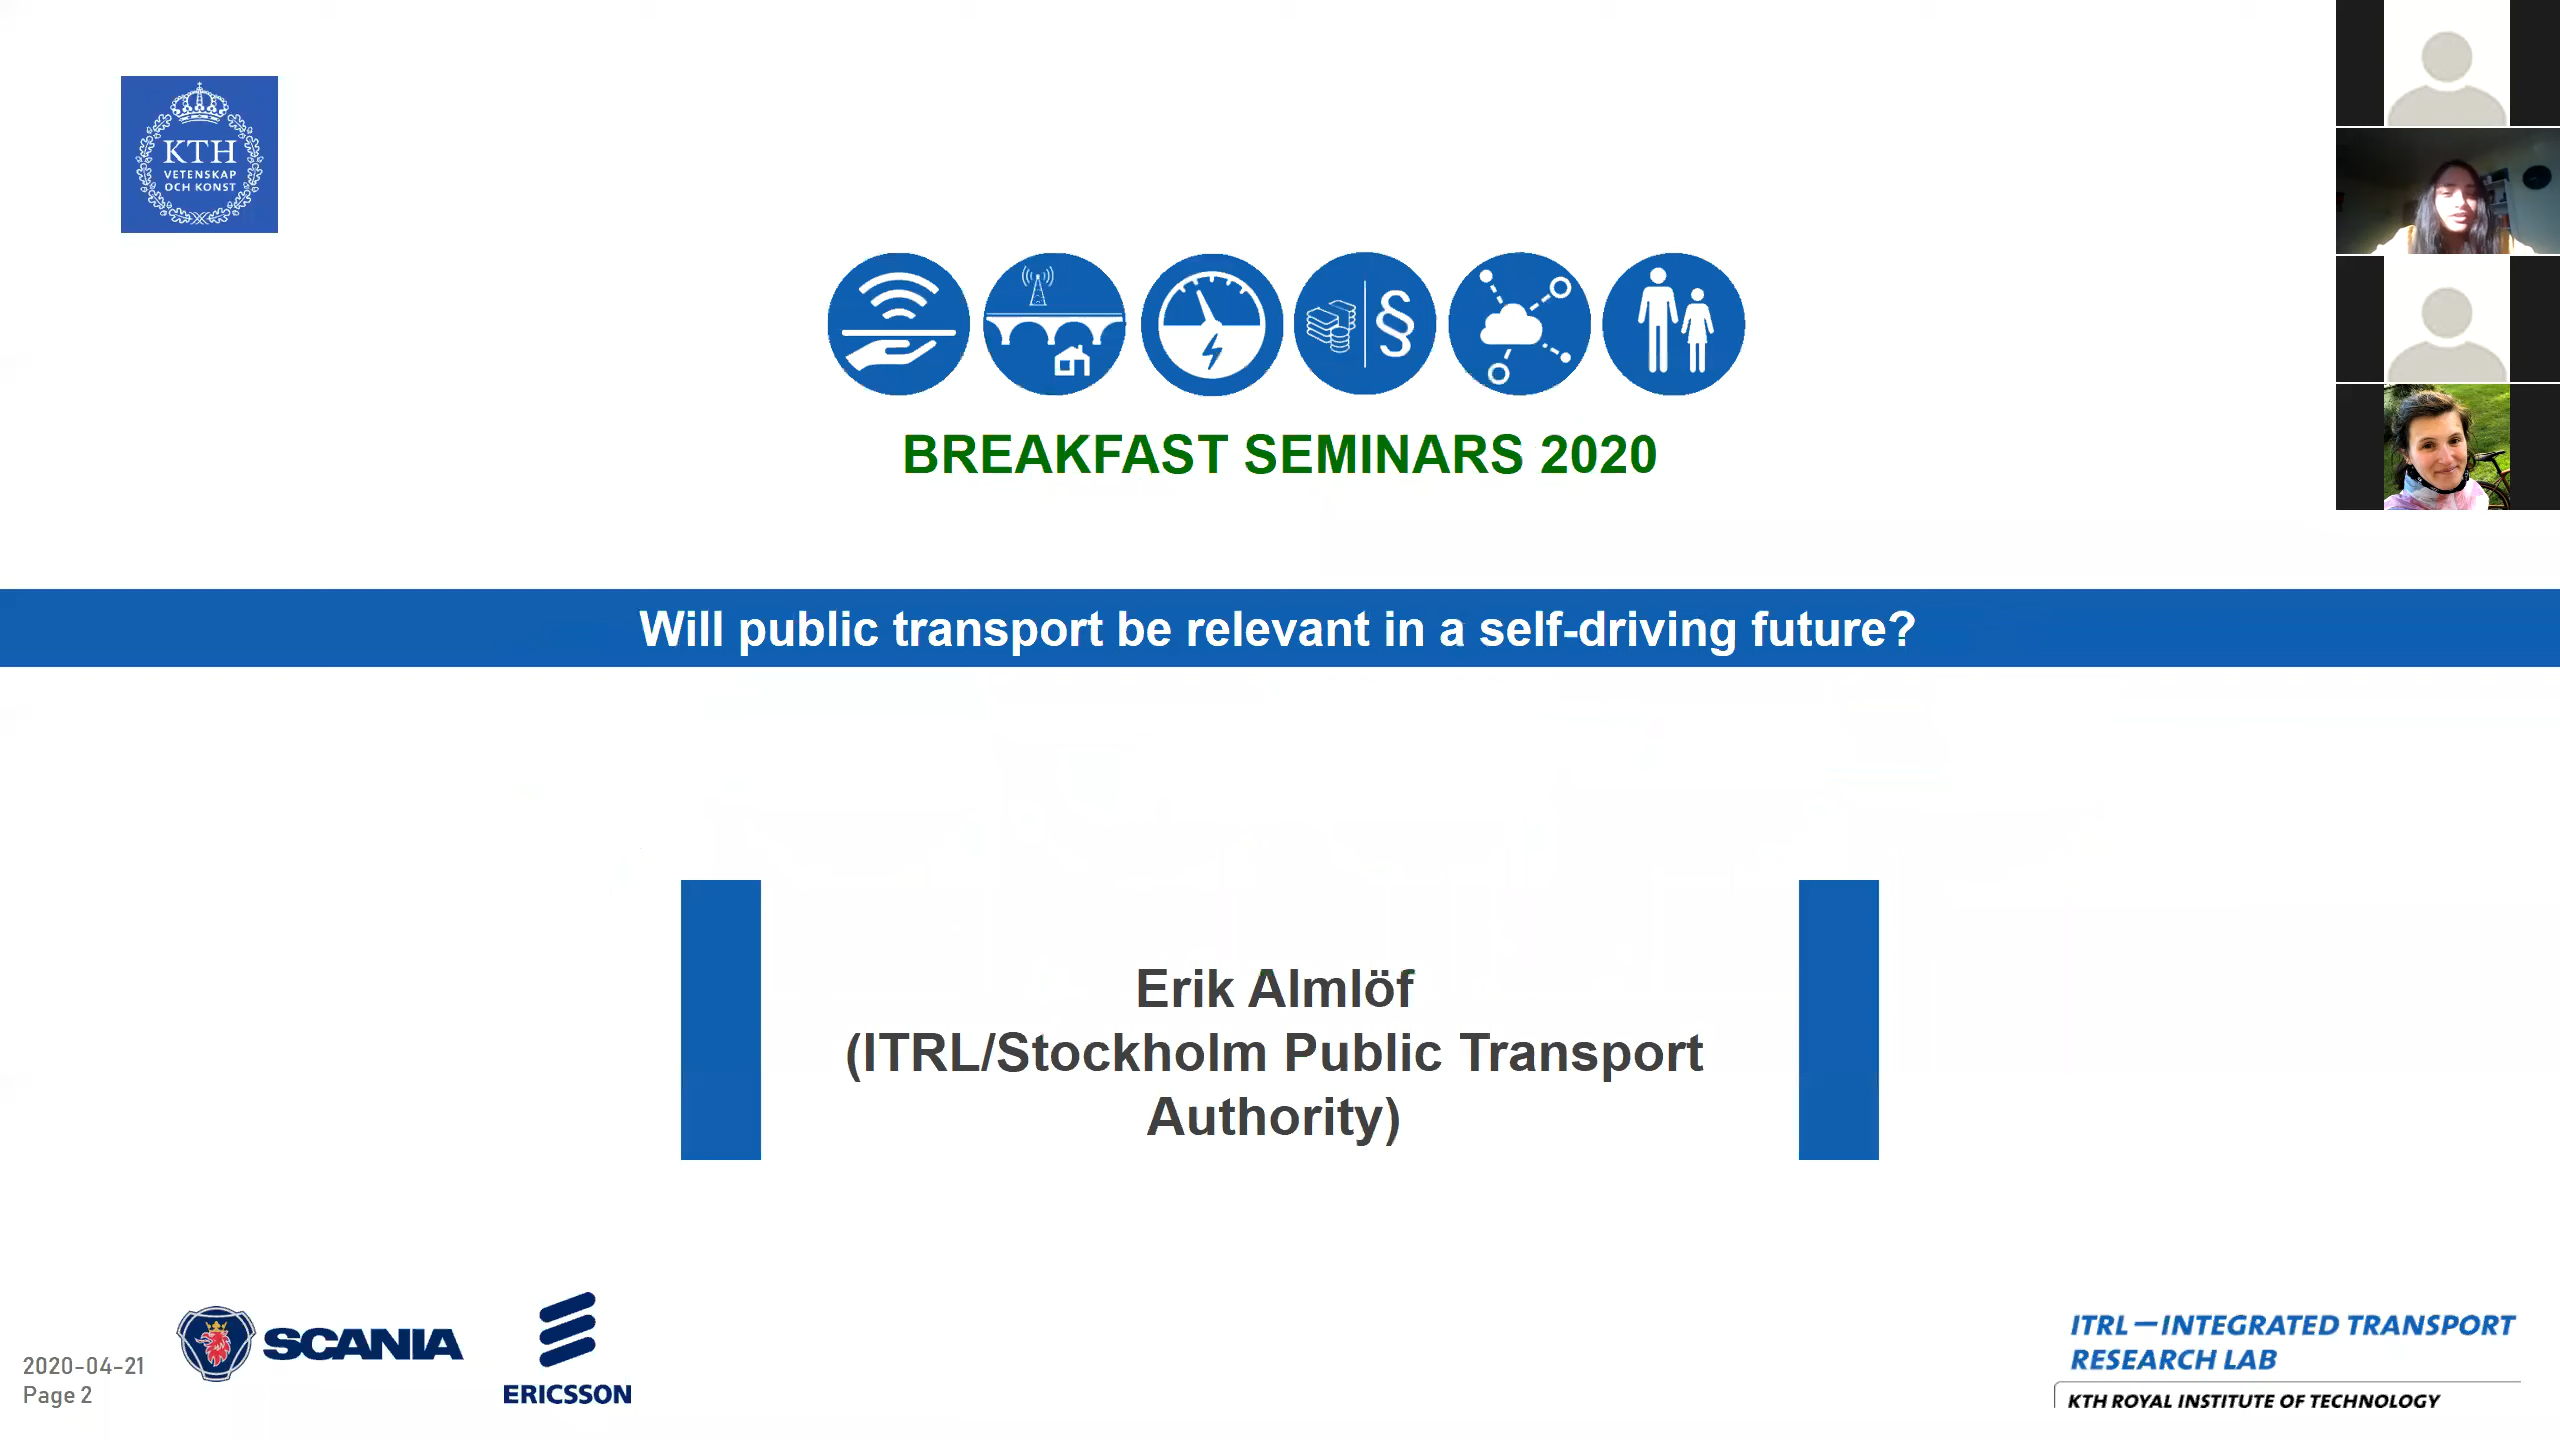 KTH
VETENSKAP
OCH KONST
§
BREAKFAST SEMINARS 2020
Will public transport be relevant in a self-driving future?
Erik Almlöf
(ITRL/Stockholm Public Transport
Authority)
2020-04-21
Page 2
SCANIA
ERICSSON
ITRL – INTEGRATED TRANSPORT
RESEARCH LAB
KTH ROYAL INSTITUTE OF TECHNOLOGY